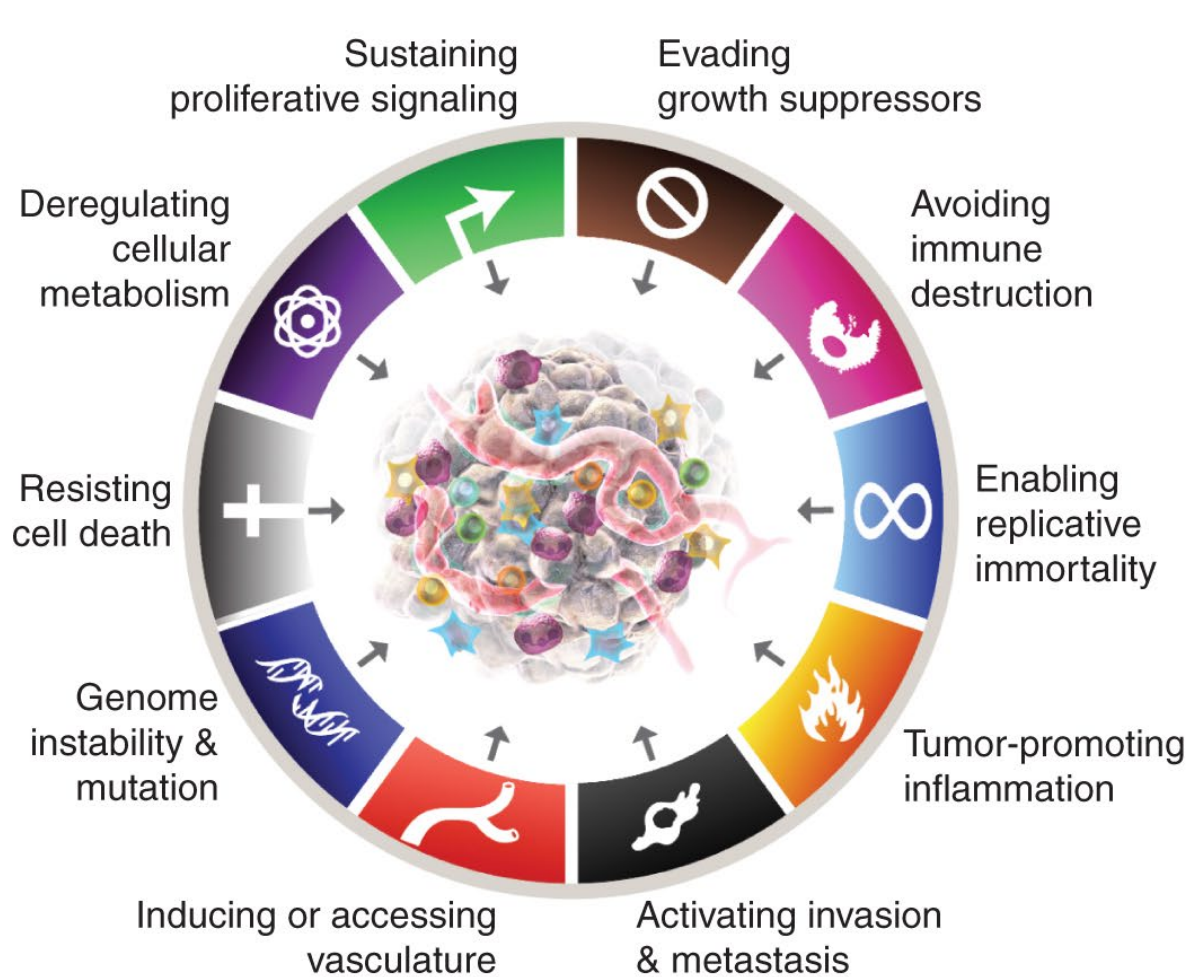 Sustaining
proliferative signaling
Evading
growth suppressors
Avoiding
immune
destruction
Enabling
replicative
immortality
Tumor-promoting
inflammation
Activating invasion
& metastasis
Inducing or accessing
vasculature
Genome
instability &
mutation
Resisting
cell death
Deregulating
cellular
metabolism